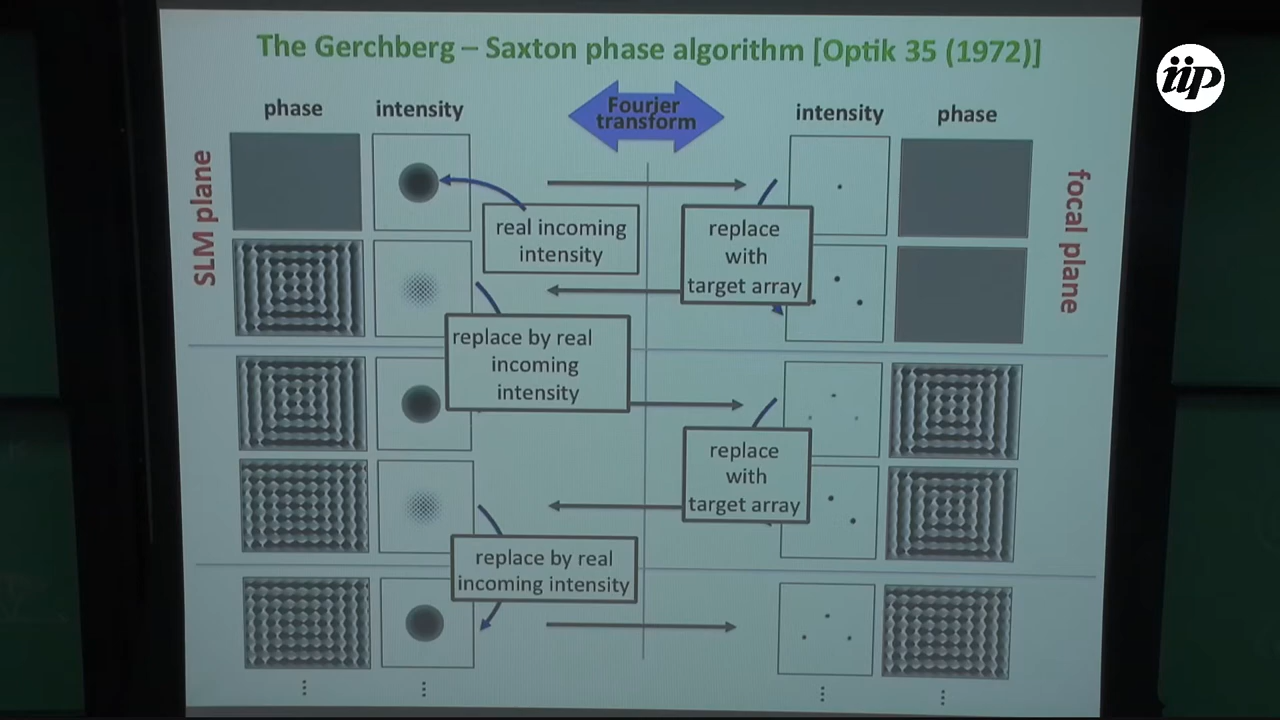 The Gerchberg – Saxton phase algorithm [Optik 35 (1972)]
iip
phase
intensity
Fourier
transform
intensity
phase
SLM plane
focal plane
real incoming
intensity
replace
with
target array
replace by real
incoming
intensity
replace
with
target array
replace by real
incoming intensity
...
...
...
...